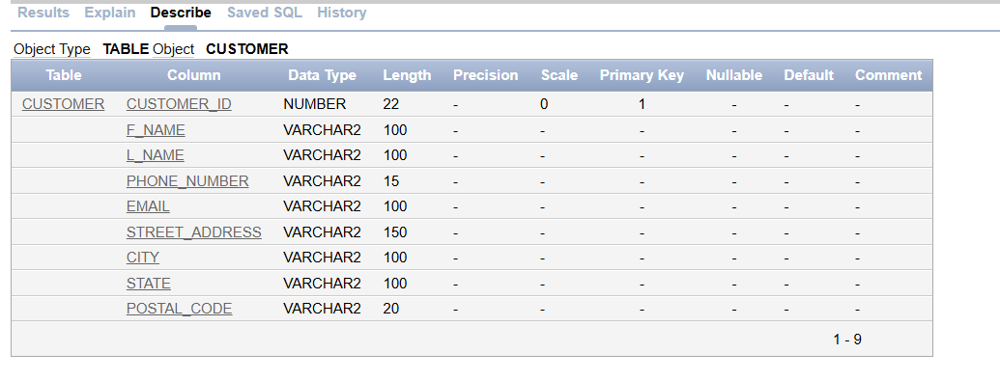 Results Explain Describe Saved SQL History
Object Type TABLE Object CUSTOMER
Table Column Data Type Length Precision Scale Primary Key Nullable Default Comment
CUSTOMER CUSTOMER_ID NUMBER 22 - 0 1 - - -
F_NAME VARCHAR2 100 - - - - - -
L_NAME VARCHAR2 100 - - - - - -
PHONE_NUMBER VARCHAR2 15 - - - - - -
EMAIL VARCHAR2 100 - - - - - -
STREET_ADDRESS VARCHAR2 150 - - - - - -
CITY VARCHAR2 100 - - - - - -
STATE VARCHAR2 100 - - - - - -
POSTAL_CODE VARCHAR2 20 - - - - - -
1 - 9